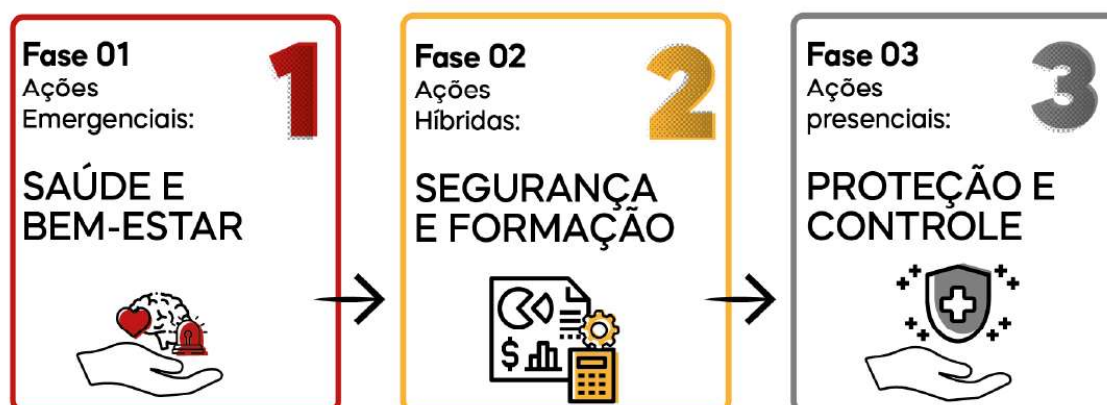 Fase 01
Ações
Emergenciais:
1
SAÚDE E
BEM-ESTAR
Fase 02
Ações
Híbridas:
2
SEGURANÇA
E FORMAÇÃO
$
Fase 03
Ações
presenciais:
3
PROTEÇÃO E
CONTROLE